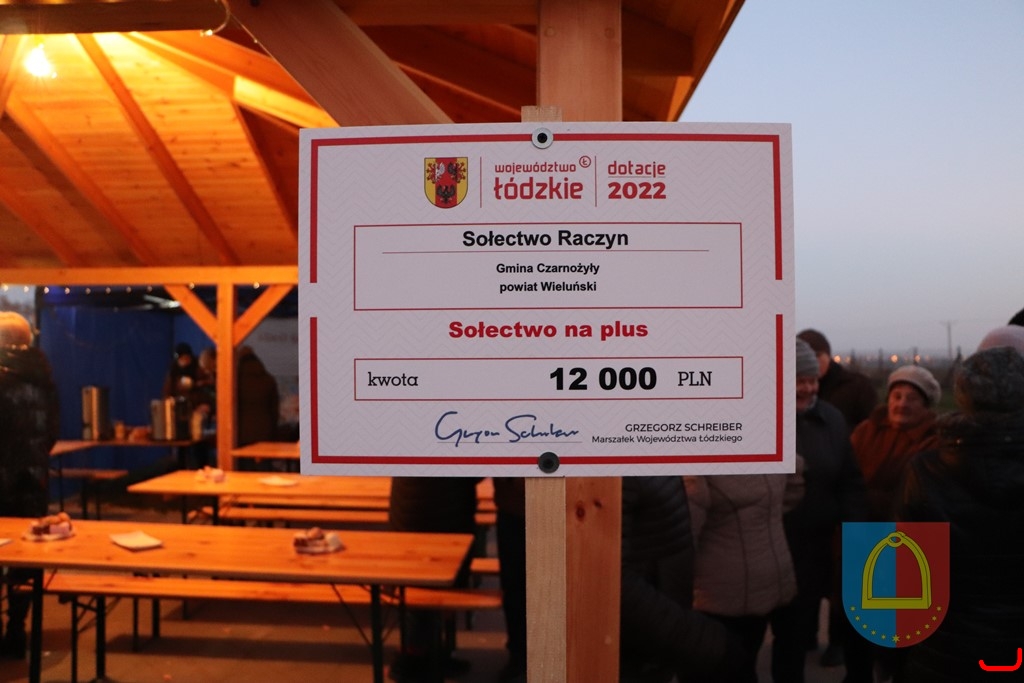 województwo
łódzkie
dotacje
2022
Sołectwo Raczyn
Gmina Czarnożyły
powiat Wieluński
Sołectwo na plus
kwota 12 000 PLN
GRZEGORZ SCHREIBER
Marszałek Województwa Łódzkiego